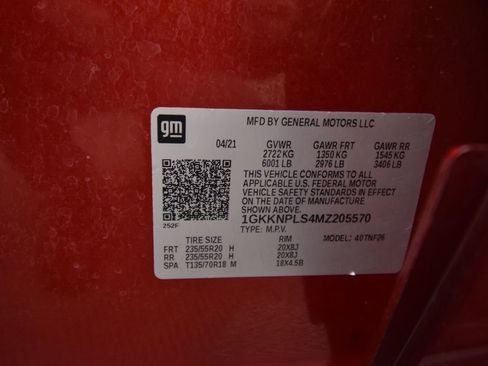 gm
MFD BY GENERAL MOTORS LLC
04/21 GVWR GAWR FRT GAWR RR
2722 KG 1350 KG 1545 KG
6001 LB 2976 LB 3406 LB
THIS VEHICLE CONFORMS TO ALL
APPLICABLE U.S. FEDERAL MOTOR
VEHICLE SAFETY STANDARDS IN EFFECT
ON THE DATE OF MANUFACTURE
SHOWN ABOVE.
1GKKNPLS4MZ205570
252F TYPE: M.P.V. MODEL: 40TNF26
TIRE SIZE RIM
FRT 235/55R20 H 20X8J
RR 235/55R20 H 20X8J
SPA T135/70R18 M 18X4.5B